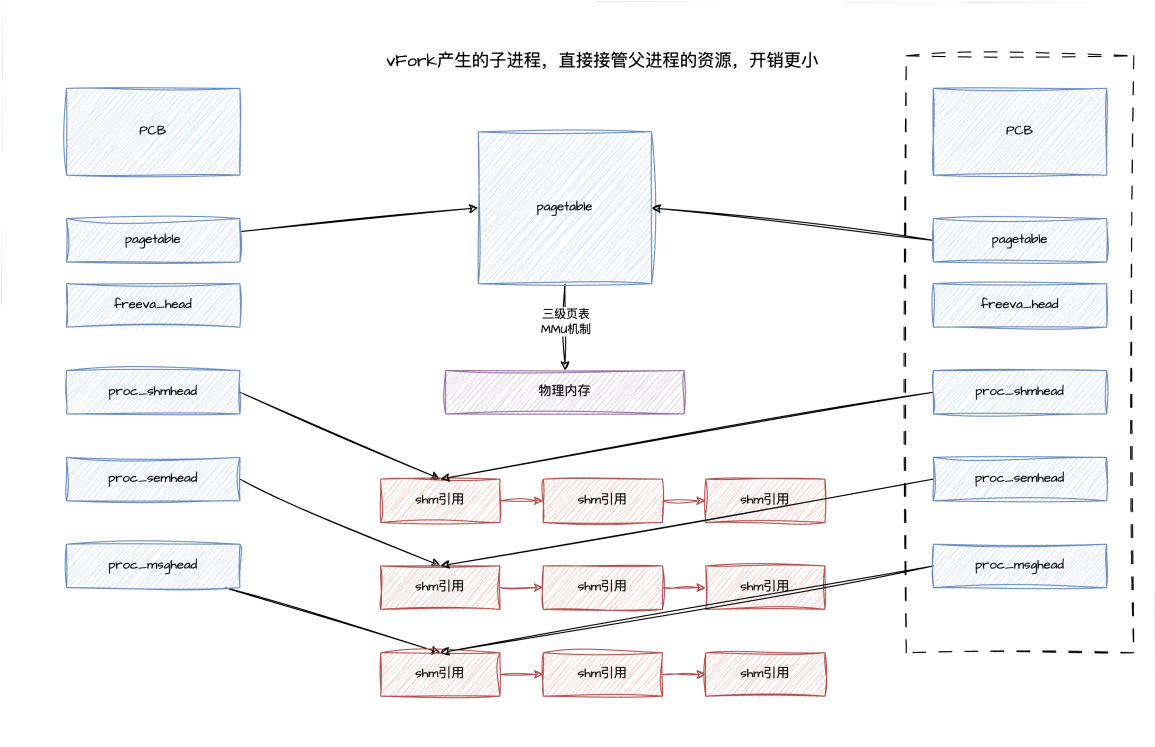 vFork产生的子进程，直接接管父进程的资源，开销更小
PCB
PCB
pagetable
pagetable
pagetable
freeva_head
freeva_head
三级页表
MMU机制
proc_shmhead
物理内存
proc_shmhead
proc_semhead
proc_semhead
shm引用
shm引用
shm引用
proc_msghead
proc_msghead
shm引用
shm引用
shm引用
shm引用
shm引用
shm引用